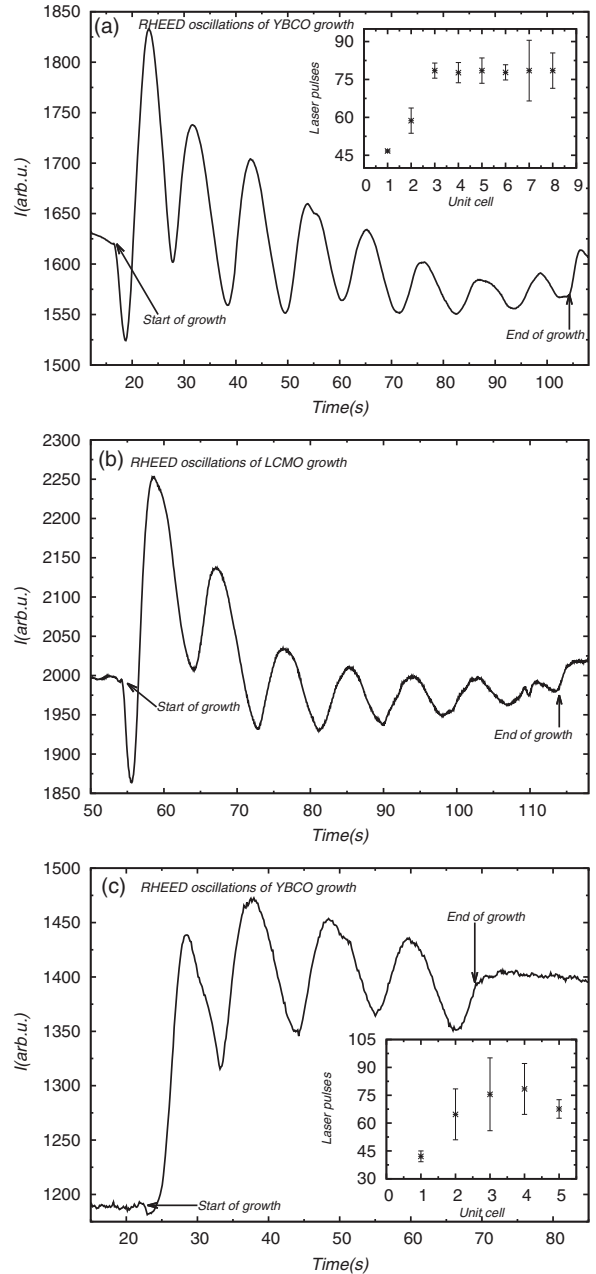 (a)
RHEED oscillations of YBCO growth
I(arb.u.)
1850
1800
1750
1700
1650
1600
1550
1500
Start of growth
End of growth
20 30 40 50 60 70 80 90 100
Time(s)
Laser pulses
90
75
60
45
0 1 2 3 4 5 6 7 8 9
Unit cell
(b)
RHEED oscillations of LCMO growth
I(arb.u.)
2300
2250
2200
2150
2100
2050
2000
1950
1900
1850
Start of growth
End of growth
50 60 70 80 90 100 110
Time(s)
(c)
RHEED oscillations of YBCO growth
I(arb.u.)
1500
1450
1400
1350
1300
1250
1200
Start of growth
End of growth
20 30 40 50 60 70 80
Time(s)
Laser pulses
105
90
75
60
45
30
0 1 2 3 4 5
Unit cell